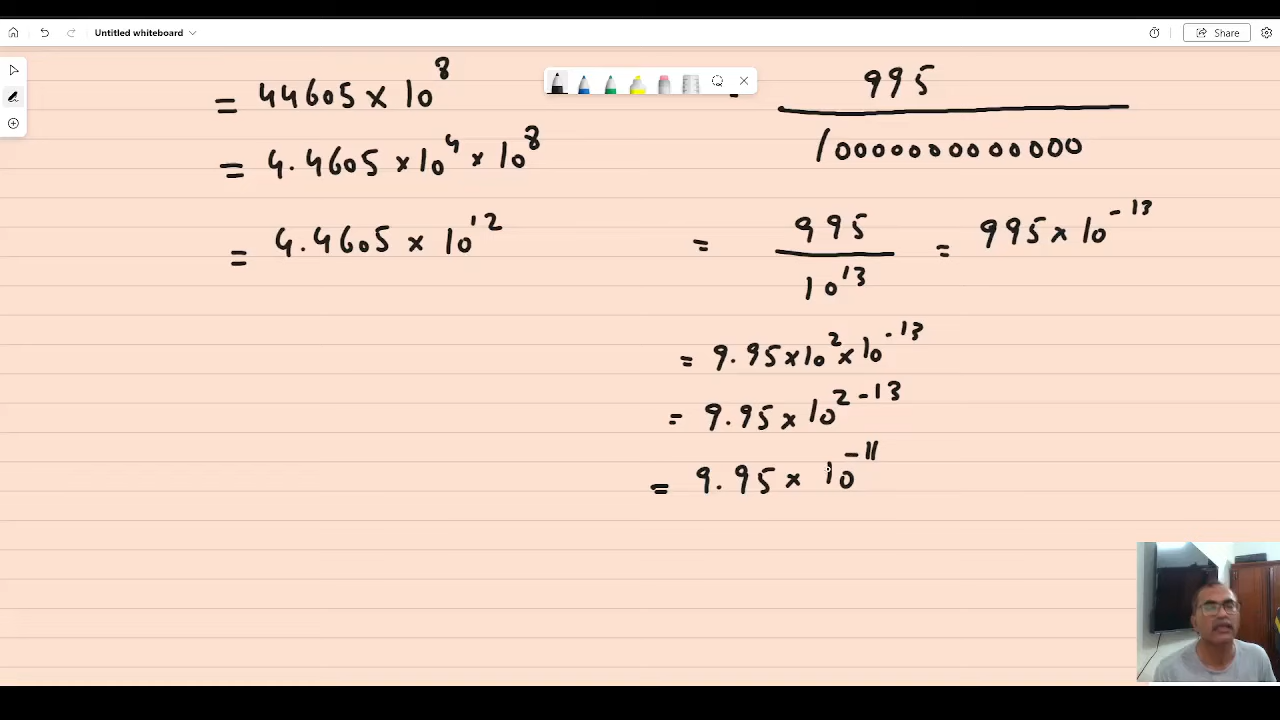 Untitled whiteboard
Share
= 44605 × 10^8
= 4.4605 × 10^4 × 10^8
= 4.4605 × 10^12
995
10000000000000
= 995 / 10^13 = 995 × 10^-13
= 9.95 × 10^2 × 10^-13
= 9.95 × 10^2-13
= 9.95 × 10^-11